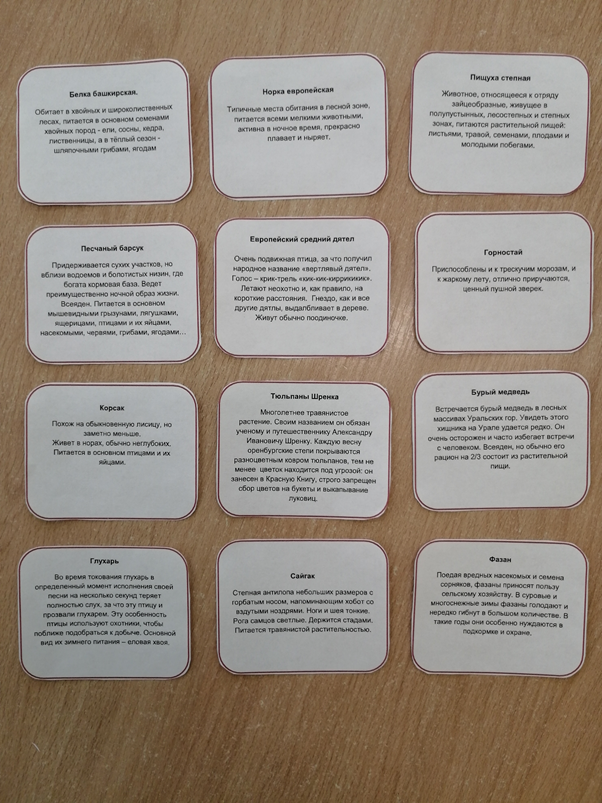 Белка башкирская.
Обитает в хвойных и широколиственных
лесах, питается в основном семенами
хвойных пород - ели, сосны, кедра,
лиственницы, а в тёплый сезон -
шляпочными грибами, ягодам
Норка европейская
Типичные места обитания в лесной зоне,
питается всеми мелкими животными,
активна в ночное время, прекрасно
плавает и ныряет.
Пищуха степная
Животное, относящееся к отряду
зайцеобразные, живущее в
полупустынных, лесостепных и степных
зонах, питаются растительной пищей:
листьями, травой, семенами, плодами и
молодыми побегами.
Песчаный барсук
Придерживается сухих участков, но
вблизи водоемов и болотистых низин, где
богата кормовая база. Ведет
преимущественно ночной образ жизни.
Всеяден. Питается в основном
мышевидными грызунами, лягушками,
ящерицами, птицами и их яйцами,
насекомыми, червями, грибами, ягодами…
Европейский средний дятел
Очень подвижная птица, за что получил
народное название «вертлявый дятел».
Голос – крик-трель «кик-кик-киррикикик».
Летают неохотно и, как правило, на
короткие расстояния. Гнездо, как и все
другие дятлы, выдалбливает в дереве.
Живут обычно поодиночке.
Горностай
Приспособлены и к трескучим морозам, и
к жаркому лету, отлично приручаются,
ценный пушной зверек.
Корсак
Похож на обыкновенную лисицу, но
заметно меньше.
Живет в норах, обычно неглубоких.
Питается в основном птицами и их
яйцами.
Тюльпаны Шренка
Многолетнее травянистое
растение. Своим названием он обязан
ученому и путешественнику Александру
Ивановичу Шренку. Каждую весну
оренбургские степи покрываются
разноцветным ковром тюльпанов, тем не
менее цветок находится под угрозой: он
занесен в Красную Книгу, строго запрещен
сбор цветов на букеты и выкапывание
луковиц.
Бурый медведь
Встречается бурый медведь в лесных
массивах Уральских гор. Увидеть этого
хищника на Урале удается редко. Он
очень осторожен и часто избегает встречи
с человеком. Всеяден, но обычно его
рацион на 2/3 состоит из растительной
пищи.
Глухарь
Во время токования глухарь в
определенный момент исполнения своей
песни на несколько секунд теряет
полностью слух, за что эту птицу и
прозвали глухарем. Эту особенность
птицы используют охотники, чтобы
поближе подобраться к добыче. Основной
вид их зимнего питания – еловая хвоя.
Сайгак
Степная антилопа небольших размеров с
горбатым носом, напоминающим хобот со
вздутыми ноздрями. Ноги и шея тонкие.
Рога самцов светлые. Держится стадами.
Питается травянистой растительностью.
Фазан
Поедая вредных насекомых и семена
сорняков, фазаны приносят пользу
сельскому хозяйству. В суровые и
многоснежные зимы фазаны голодают и
нередко гибнут в большом количестве. В
такие годы они особенно нуждаются в
подкормке и охране.